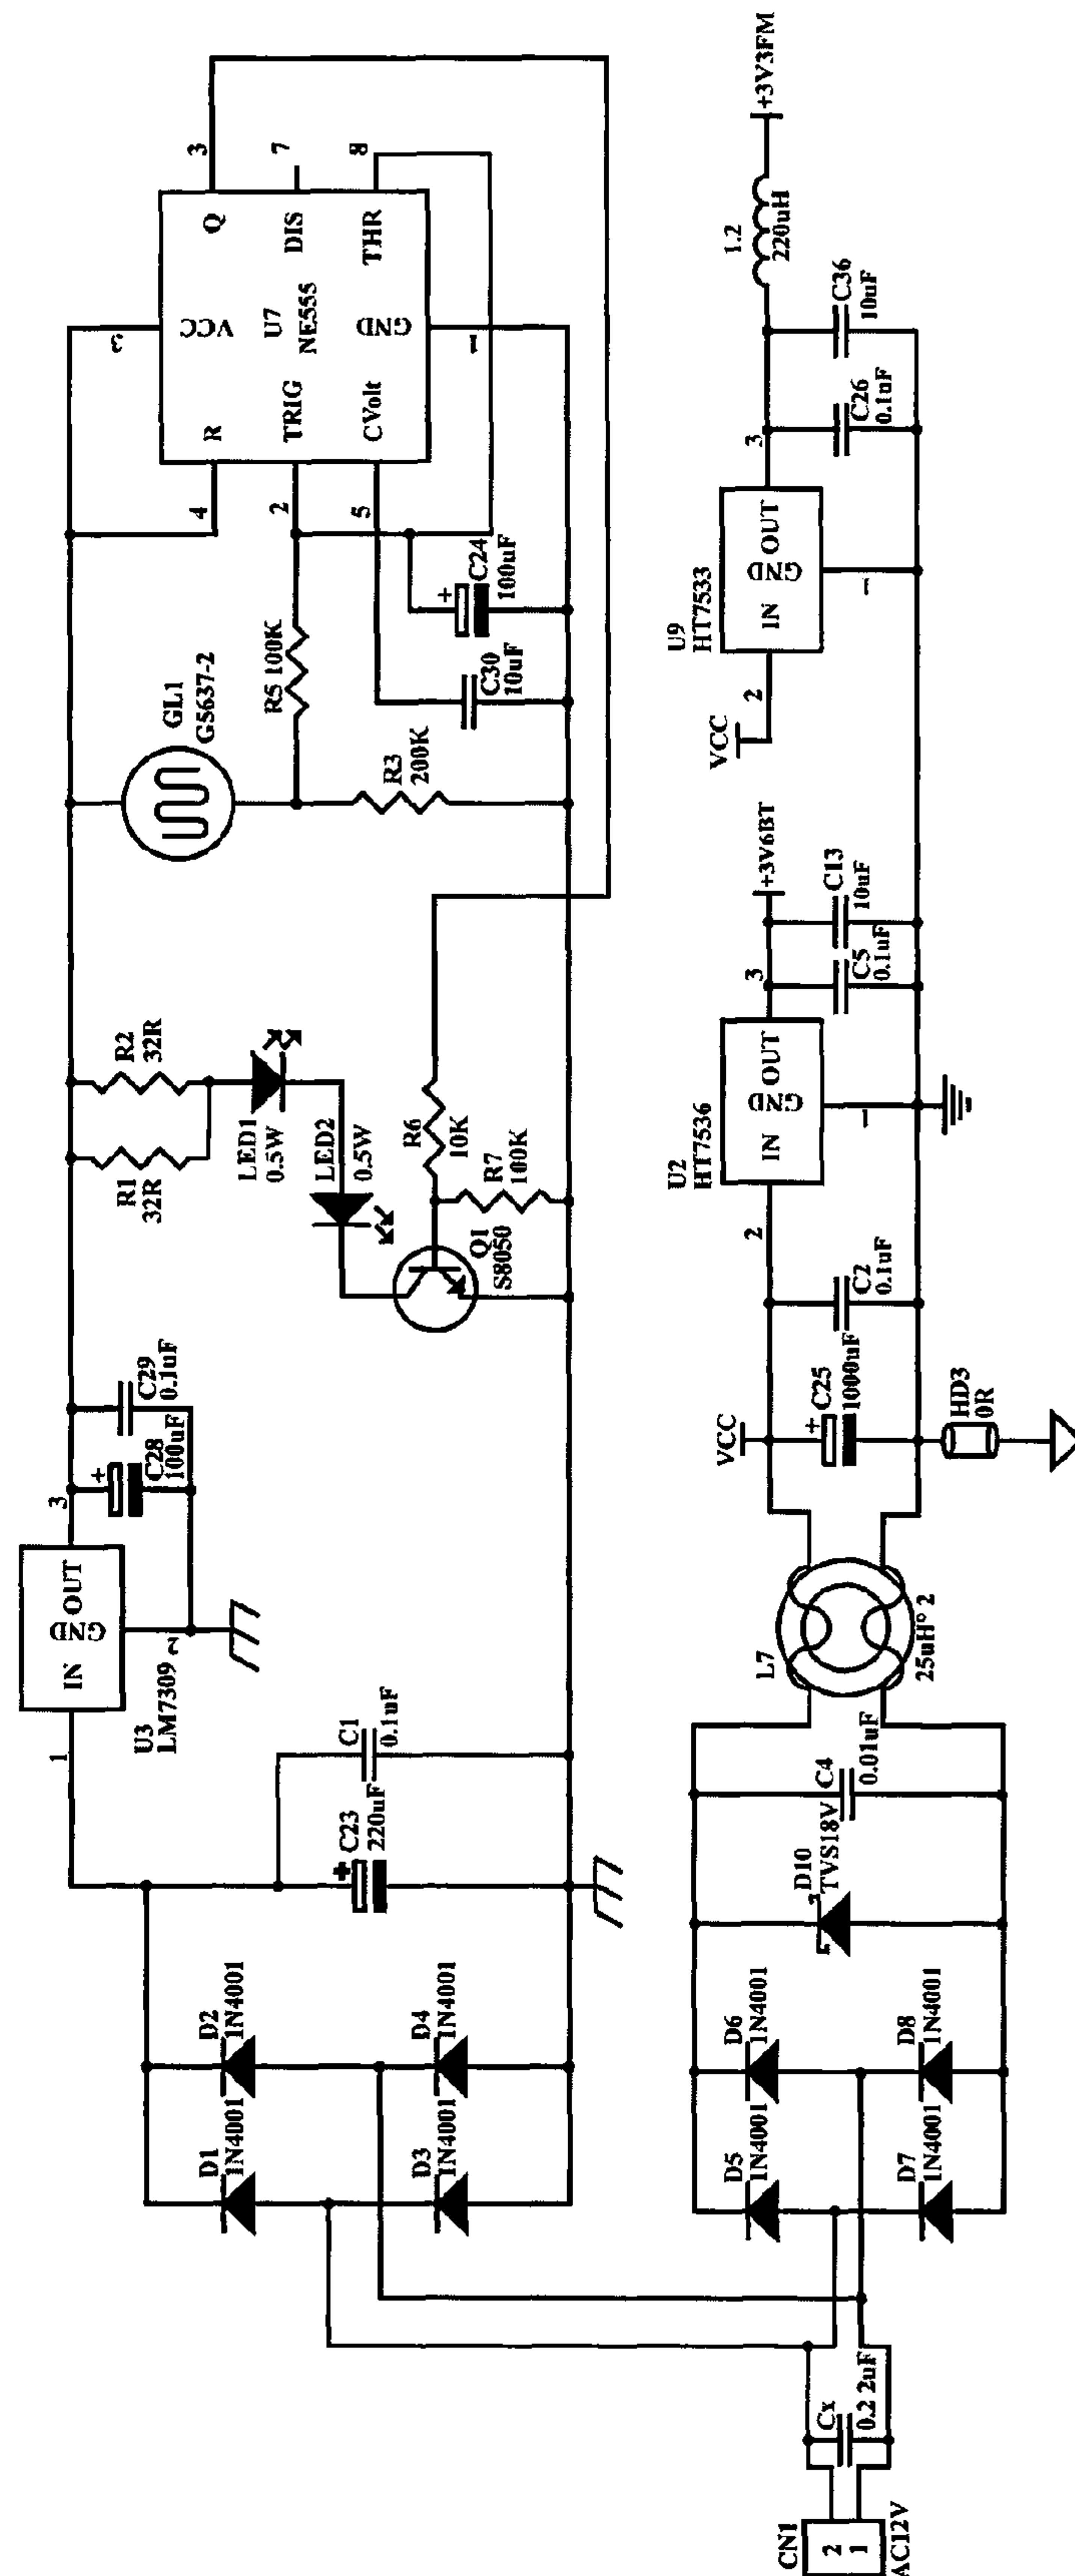 CN1
2
1
AC12V
Cx
0.2 2uF
D1
1N4001
D2
1N4001
D3
1N4001
D4
1N4001
C23
220uF
C1
0.1uF
1
U3
LM7309
IN
GND
OUT
2
3
C28
100uF
C29
0.1uF
R1
32R
R2
32R
LED1
0.5W
LED2
0.5W
Q1
S8050
R6
10K
R7
100K
GL1
G5637-2
R3
200K
R5 100K
C30
10uF
C24
100uF
4
2
5
R
TRIG
CVolt
VCC
U7
NE555
GND
1
Q
DIS
THR
3
7
8
D5
1N4001
D6
1N4001
D7
1N4001
D8
1N4001
D10
TVS18V
C4
0.01uF
L7
25uH° 2
VCC
C25
1000uF
HD3
0R
C2
0.1uF
2
U2
HT7536
IN
GND
OUT
1
3
C5
0.1uF
C13
10uF
+3V6BT
VCC
2
U9
HT7533
IN
GND
OUT
1
3
C26
0.1uF
C36
10uF
220uH
+3V3FM